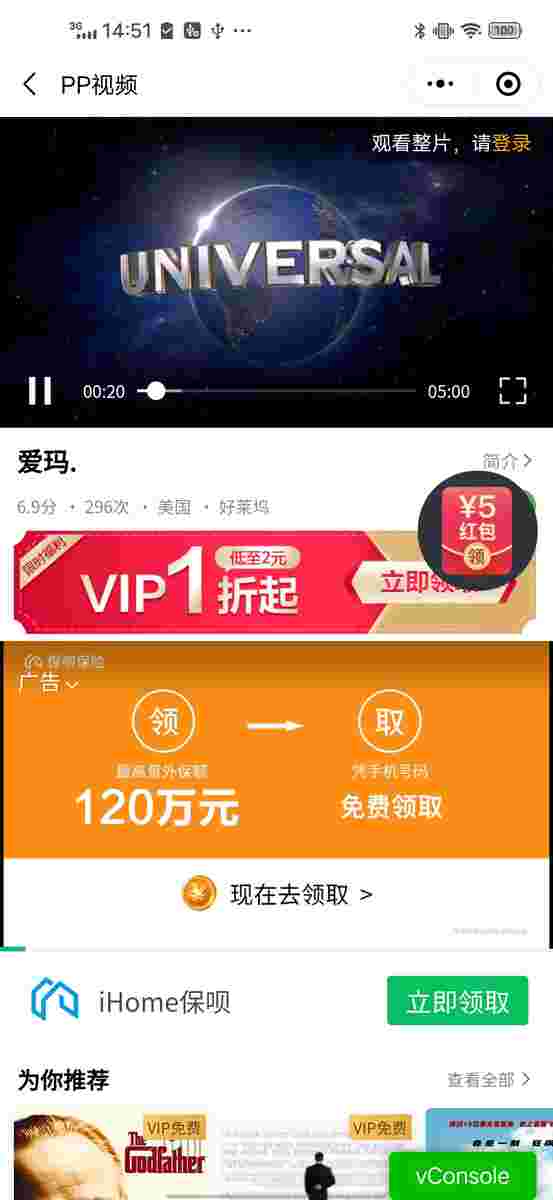 3G 14:51 100
PP视频
观看整片，请登录
UNIVERSAL
00:20 05:00
爱玛.
简介
6.9分 · 296次 · 美国 · 好莱坞
¥5
红包
领
限时福利
VIP1折起
低至2元
立即领
保呗保险
广告
领
取
最高意外保额
凭手机号码
120万元
免费领取
现在去领取 >
iHome保呗
立即领取
为你推荐
查看全部
VIP免费
The
Godfather
VIP免费
vConsole